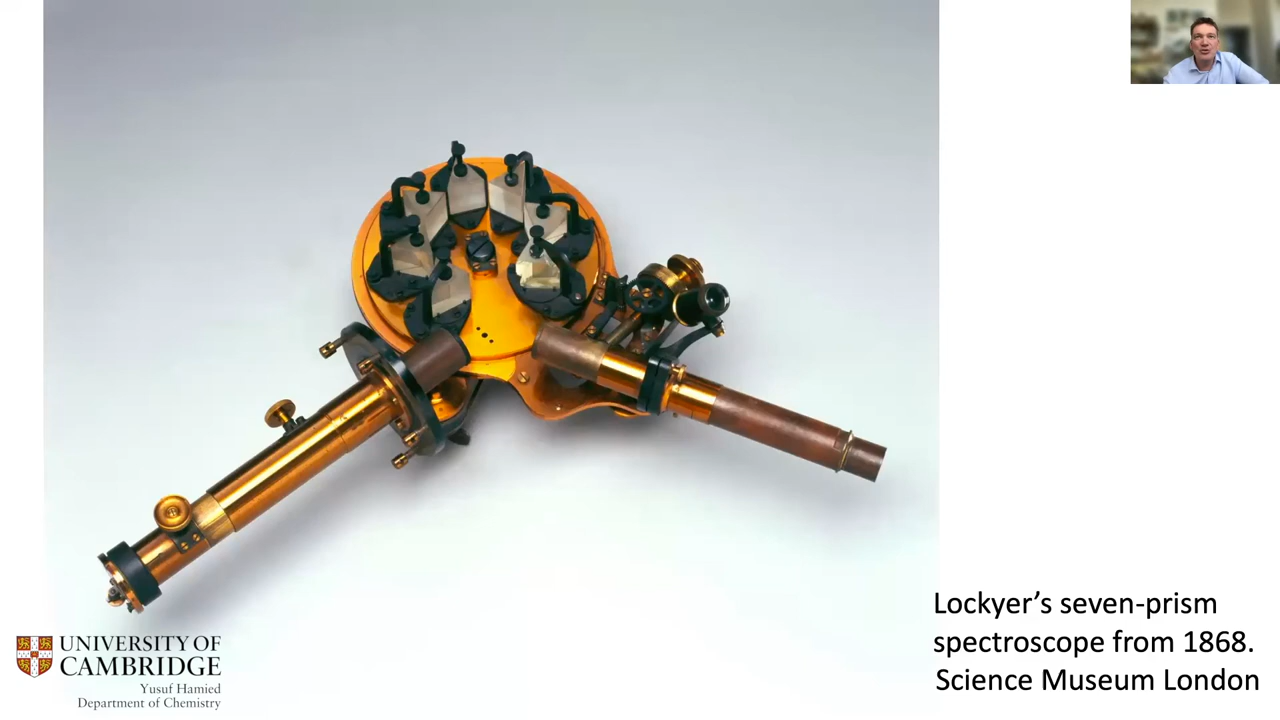 Lockyer’s seven-prism
spectroscope from 1868.
Science Museum London
UNIVERSITY OF
CAMBRIDGE
Yusuf Hamied
Department of Chemistry